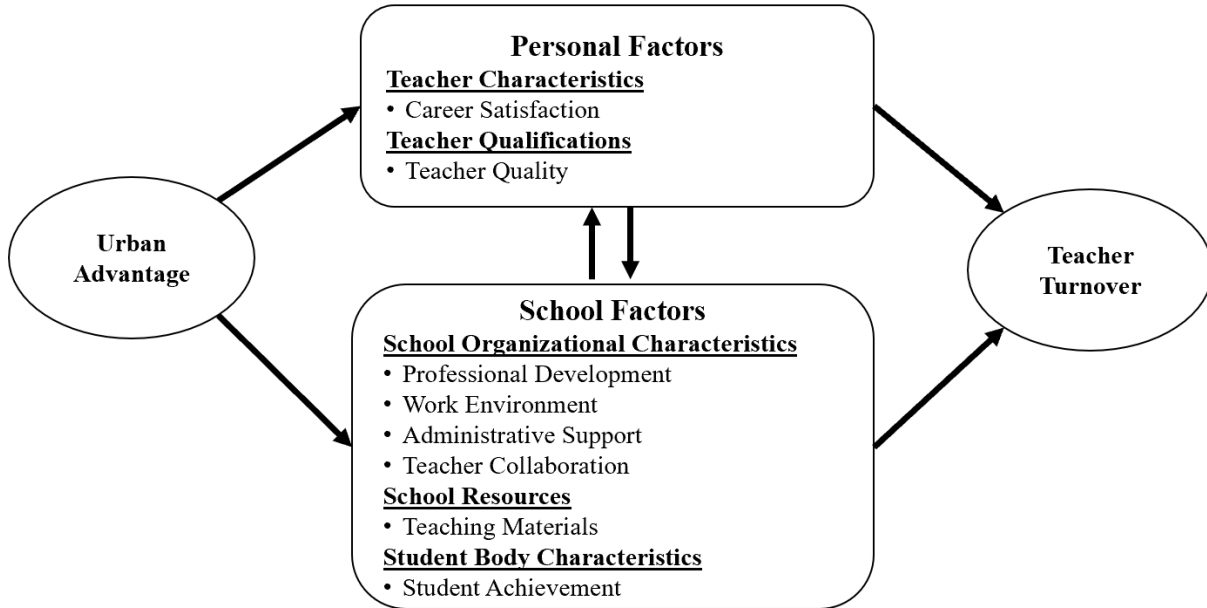 Personal Factors
Teacher Characteristics
• Career Satisfaction
Teacher Qualifications
• Teacher Quality
Urban
Advantage
Teacher
Turnover
School Factors
School Organizational Characteristics
• Professional Development
• Work Environment
• Administrative Support
• Teacher Collaboration
School Resources
• Teaching Materials
Student Body Characteristics
• Student Achievement